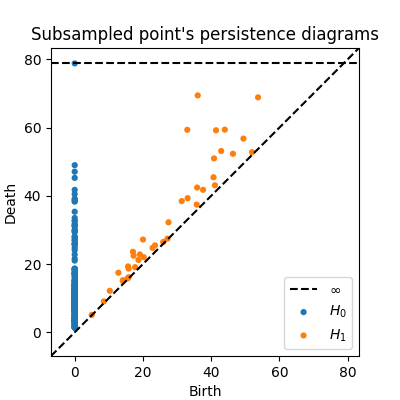 Subsampled point's persistence diagrams
80
60
40
20
0
Death
0 20 40 60 80
Birth
∞
H₀
H₁